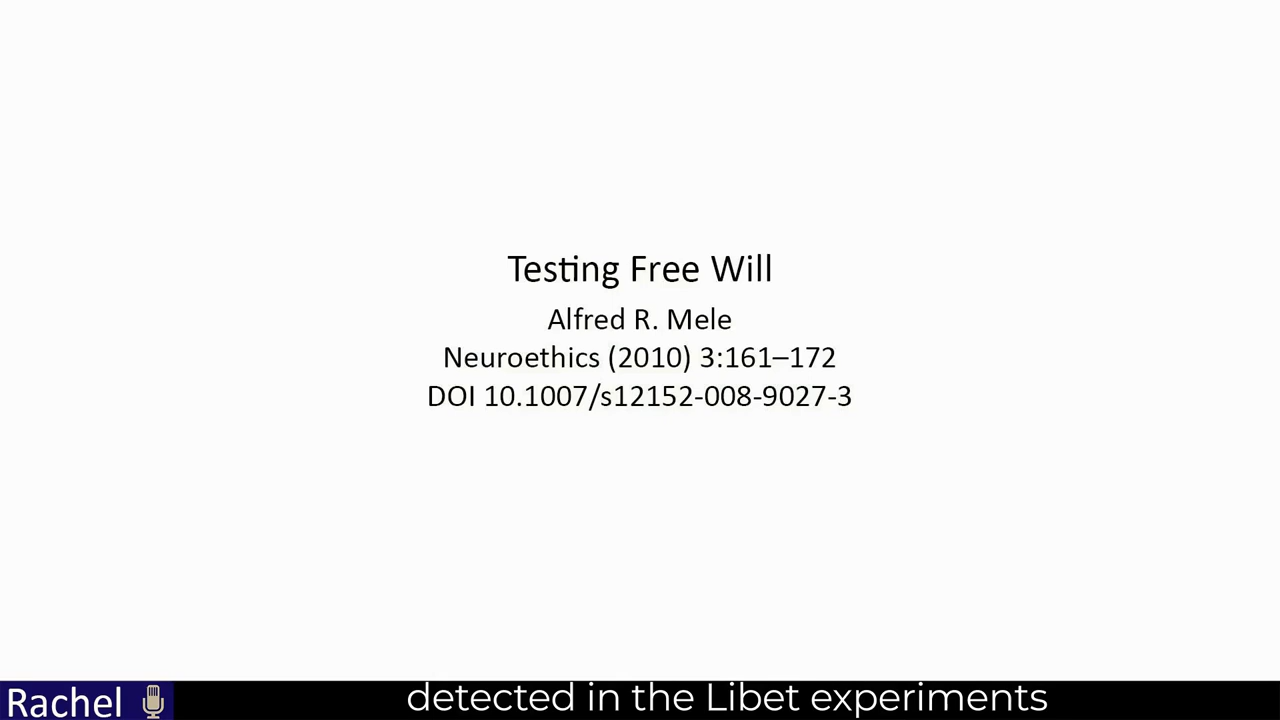 Testing Free Will
Alfred R. Mele
Neuroethics (2010) 3:161–172
DOI 10.1007/s12152-008-9027-3
Rachel
detected in the Libet experiments